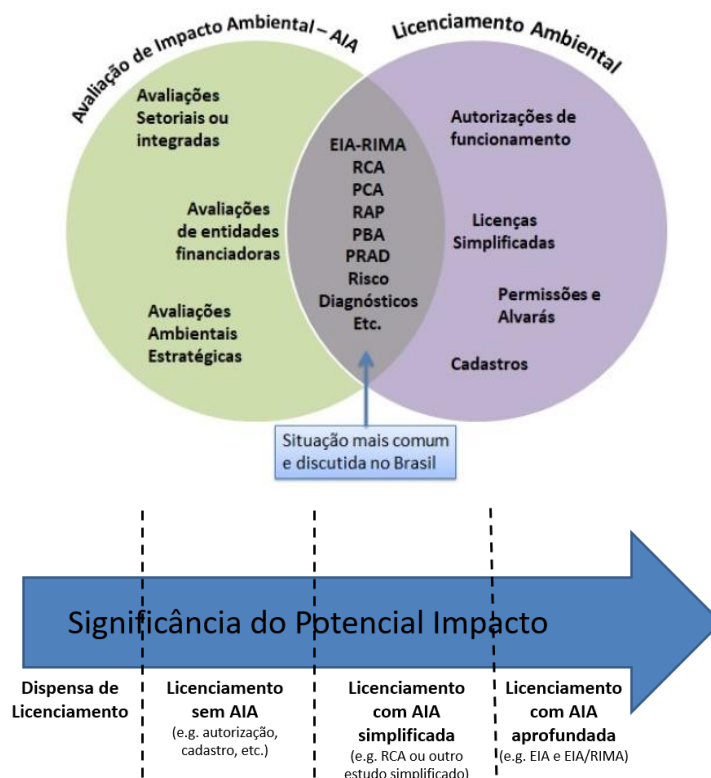 Avaliação de Impacto Ambiental – AIA
Licenciamento Ambiental
Avaliações
Setoriais ou
integradas
Avaliações
de entidades
financiadoras
Avaliações
Ambientais
Estratégicas
EIA-RIMA
RCA
PCA
RAP
PBA
PRAD
Risco
Diagnósticos
Etc.
Autorizações de
funcionamento
Licenças
Simplificadas
Permissões e
Alvarás
Cadastros
Situação mais comum
e discutida no Brasil
Significância do Potencial Impacto
Dispensa de
Licenciamento
Licenciamento
sem AIA
(e.g. autorização,
cadastro, etc.)
Licenciamento
com AIA
simplificada
(e.g. RCA ou outro
estudo simplificado)
Licenciamento
com AIA
aprofundada
(e.g. EIA e EIA/RIMA)